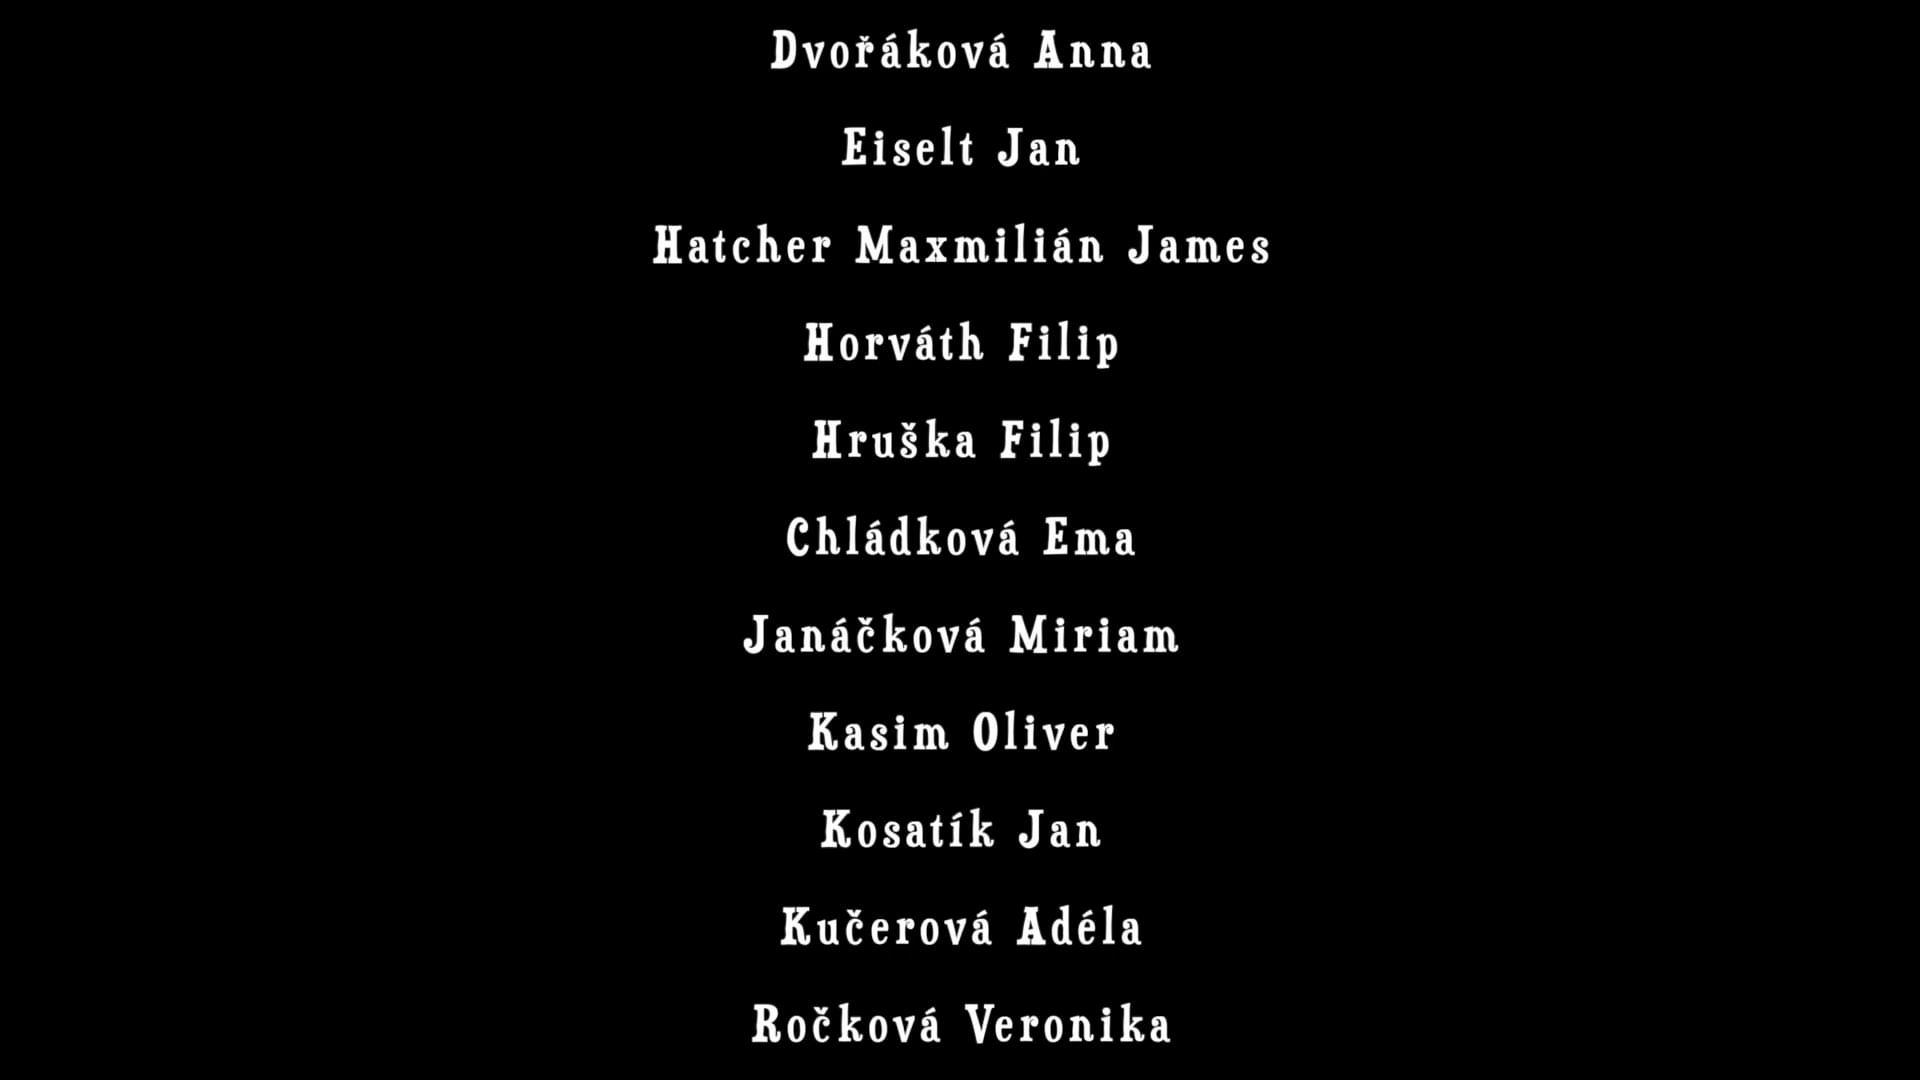 Dvořáková Anna
Eiselt Jan
Hatcher Maxmilián James
Horváth Filip
Hruška Filip
Chládková Ema
Janáčková Miriam
Kasim Oliver
Kosatík Jan
Kučerová Adéla
Ročková Veronika